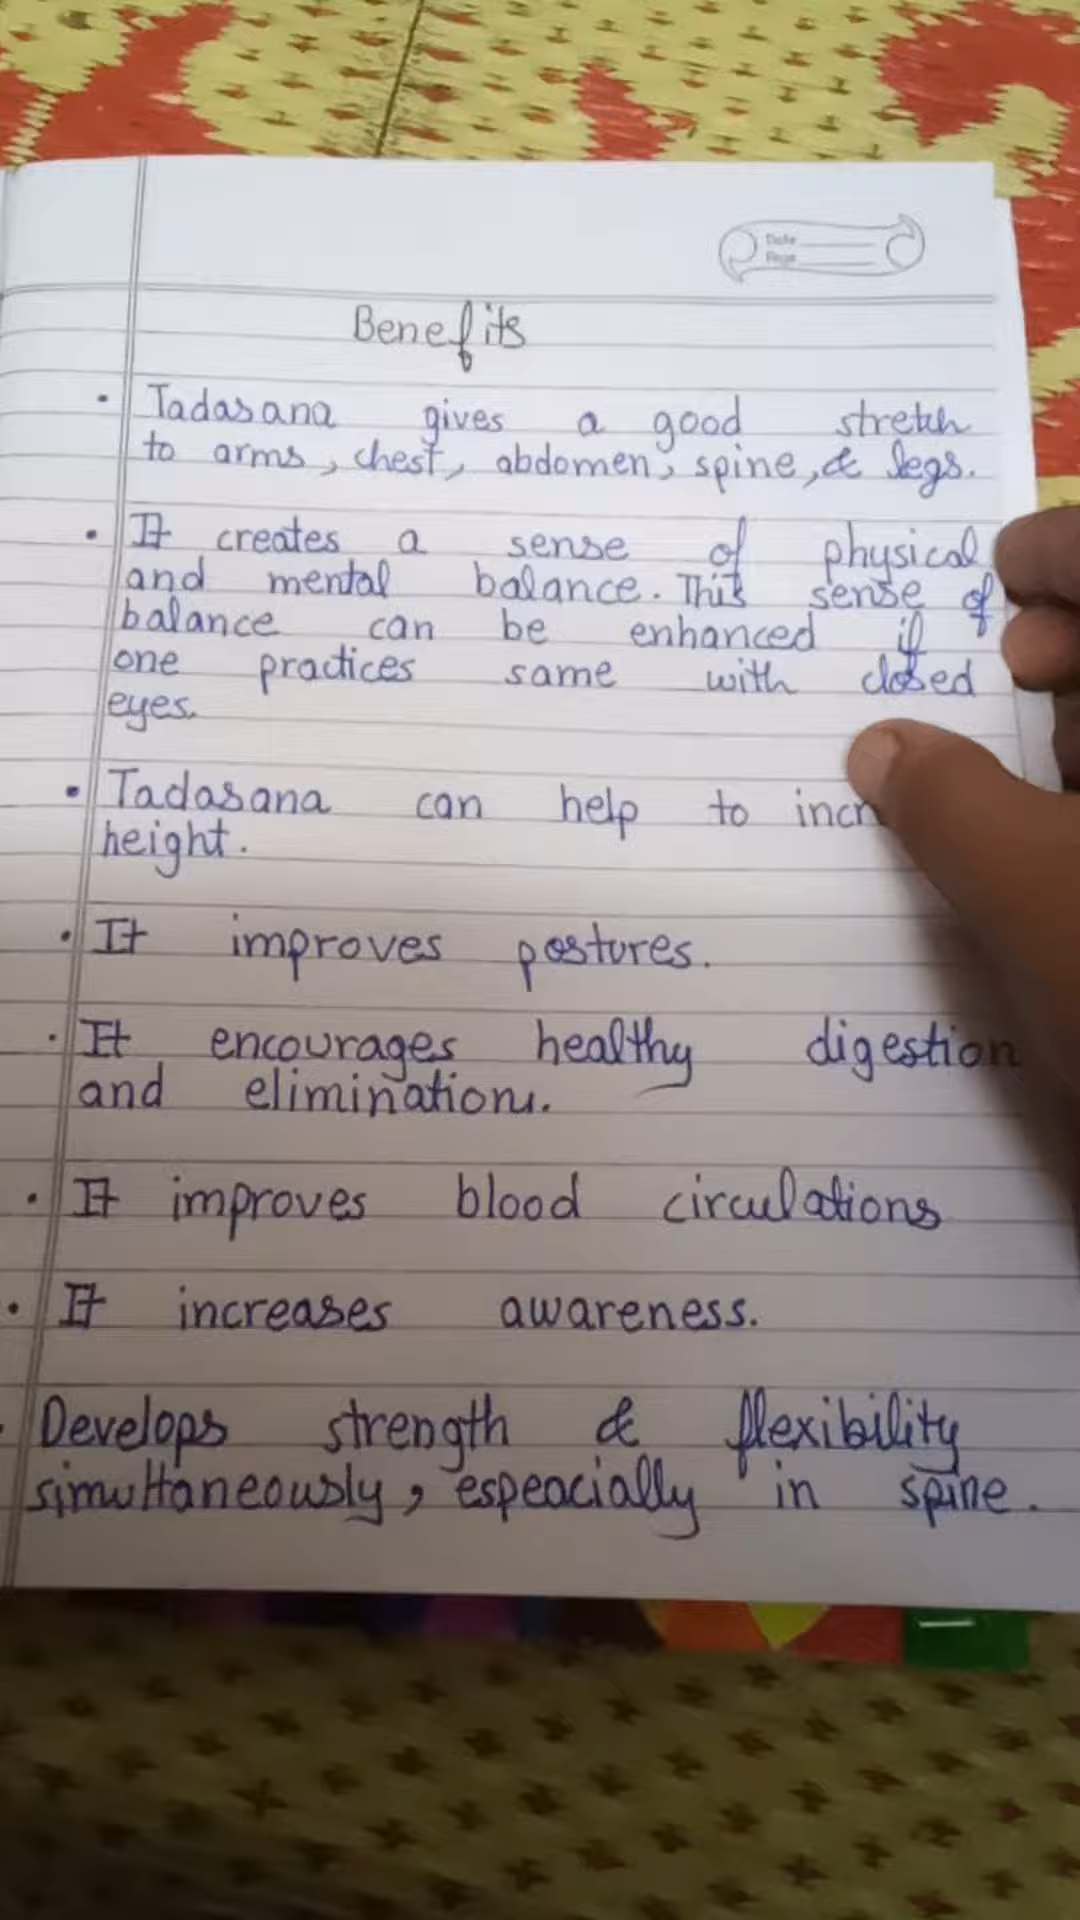 Date
Page
Benefits
• Tadasana gives a good stretch
to arms, chest, abdomen, spine, & legs.
• It creates a sense of physical
and mental balance. This sense of
balance can be enhanced if
one practices same with closed
eyes.
• Tadasana can help to incr
height.
• It improves postures.
• It encourages healthy digestion
and elimination.
• It improves blood circulations
• It increases awareness.
• Develops strength & flexibility
simultaneously, espeacially in spine.